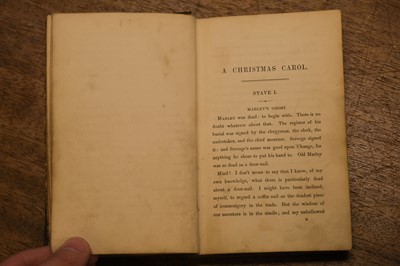 A CHRISTMAS CAROL.
STAVE I.
MARLEY'S GHOST
MARLEY was dead: to begin with. There is no
doubt whatever about that. The register of his
burial was signed by the clergyman, the clerk, the
undertaker, and the chief mourner. Scrooge signed
it: and Scrooge's name was good upon 'Change, for
anything he chose to put his hand to. Old Marley
was as dead as a door-nail.
Mind! I don't mean to say that I know, of my
own knowledge, what there is particularly dead
about a door-nail. I might have been inclined,
myself, to regard a coffin-nail as the deadest piece
of ironmongery in the trade. But the wisdom of
our ancestors is in the simile; and my unhallowed